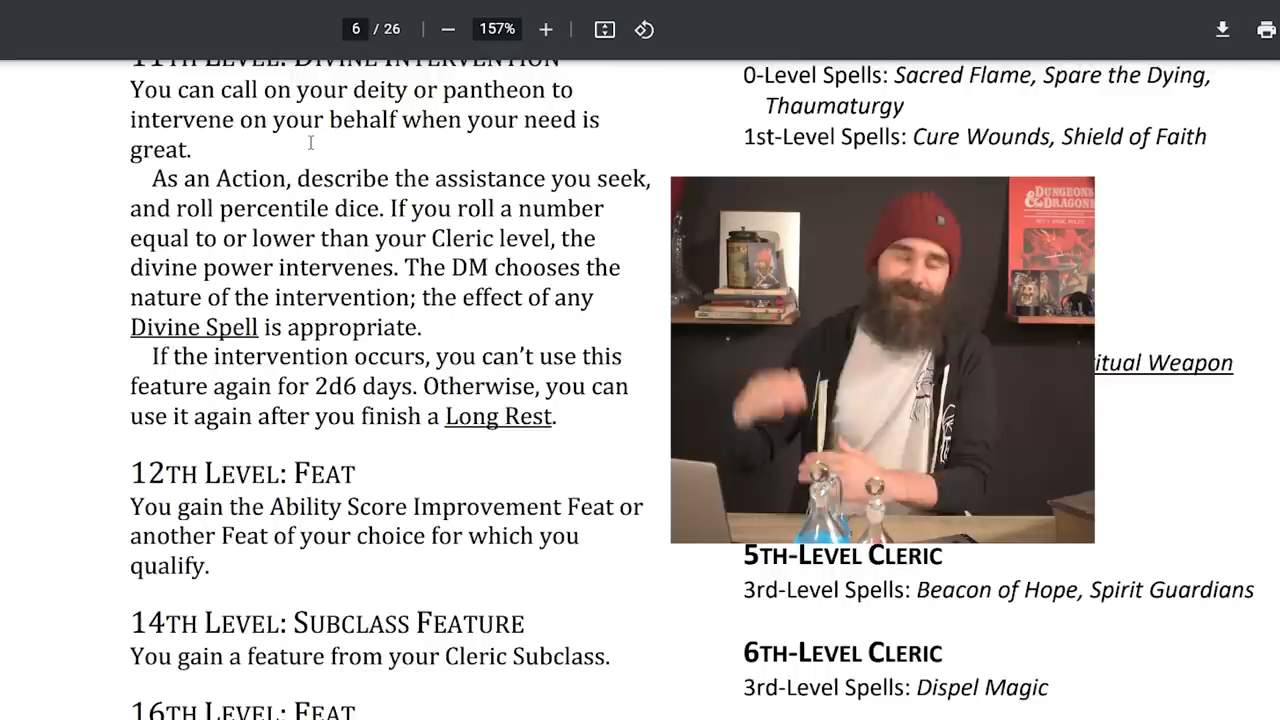 6 / 26
157%
11TH LEVEL: DIVINE INTERVENTION
You can call on your deity or pantheon to
intervene on your behalf when your need is
great.
As an Action, describe the assistance you seek,
and roll percentile dice. If you roll a number
equal to or lower than your Cleric level, the
divine power intervenes. The DM chooses the
nature of the intervention; the effect of any
Divine Spell is appropriate.
If the intervention occurs, you can’t use this
feature again for 2d6 days. Otherwise, you can
use it again after you finish a Long Rest.
12TH LEVEL: FEAT
You gain the Ability Score Improvement Feat or
another Feat of your choice for which you
qualify.
14TH LEVEL: SUBCLASS FEATURE
You gain a feature from your Cleric Subclass.
16TH LEVEL: FEAT
0-Level Spells: Sacred Flame, Spare the Dying,
Thaumaturgy
1st-Level Spells: Cure Wounds, Shield of Faith
DUNGEONS
& DRAGONS
itual Weapon
5TH-LEVEL CLERIC
3rd-Level Spells: Beacon of Hope, Spirit Guardians
6TH-LEVEL CLERIC
3rd-Level Spells: Dispel Magic